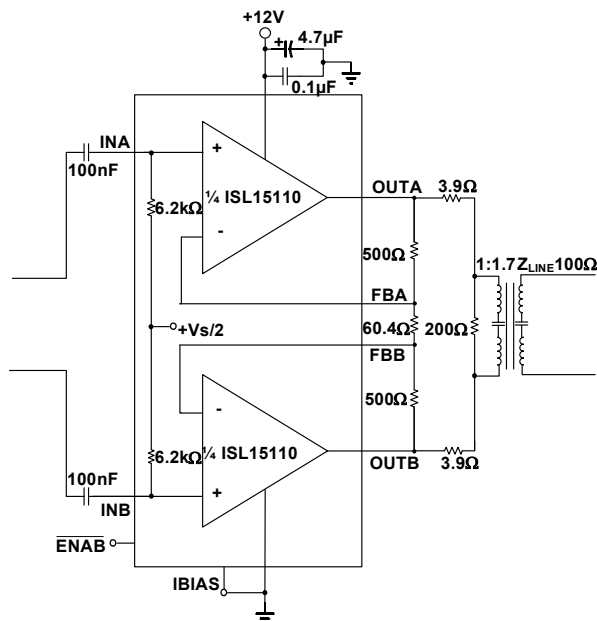 +12V
+
4.7µF
0.1µF
INA
100nF
+
¼ ISL15110
6.2kΩ
-
OUTA
3.9Ω
500Ω
1:1.7 Z_LINE 100Ω
FBA
+Vs/2
60.4Ω
200Ω
FBB
-
500Ω
6.2kΩ
¼ ISL15110
100nF
+
OUTB
3.9Ω
INB
ENAB
IBIAS